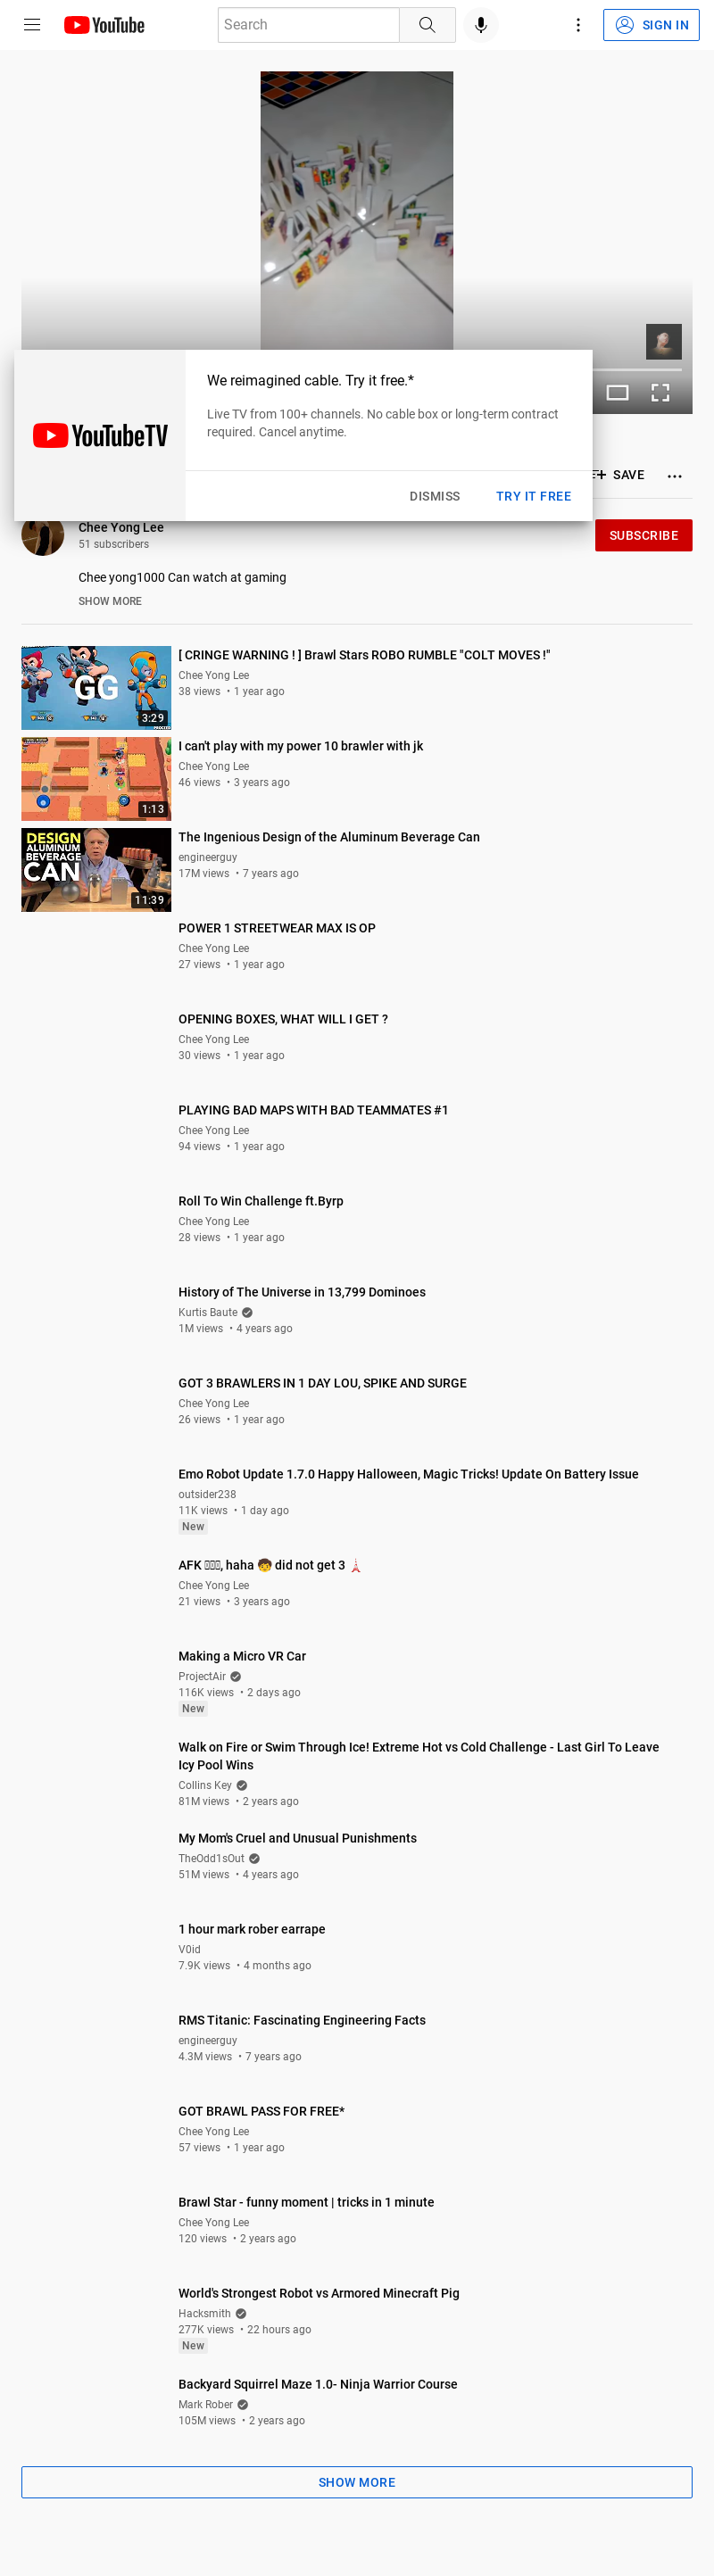 YouTube
Search
SIGN IN
We reimagined cable. Try it free.*
Live TV from 100+ channels. No cable box or long-term contract
required. Cancel anytime.
YouTubeTV
DISMISS
TRY IT FREE
SAVE
Chee Yong Lee
51 subscribers
SUBSCRIBE
Chee yong1000 Can watch at gaming
SHOW MORE
GG
3:29
[ CRINGE WARNING ! ] Brawl Stars ROBO RUMBLE "COLT MOVES !"
Chee Yong Lee
38 views • 1 year ago
1:13
I can't play with my power 10 brawler with jk
Chee Yong Lee
46 views • 3 years ago
DESIGN
ALUMINUM
BEVERAGE
CAN
11:39
The Ingenious Design of the Aluminum Beverage Can
engineerguy
17M views • 7 years ago
POWER 1 STREETWEAR MAX IS OP
Chee Yong Lee
27 views • 1 year ago
OPENING BOXES, WHAT WILL I GET ?
Chee Yong Lee
30 views • 1 year ago
PLAYING BAD MAPS WITH BAD TEAMMATES #1
Chee Yong Lee
94 views • 1 year ago
Roll To Win Challenge ft.Byrp
Chee Yong Lee
28 views • 1 year ago
History of The Universe in 13,799 Dominoes
Kurtis Baute
1M views • 4 years ago
GOT 3 BRAWLERS IN 1 DAY LOU, SPIKE AND SURGE
Chee Yong Lee
26 views • 1 year ago
Emo Robot Update 1.7.0 Happy Halloween, Magic Tricks! Update On Battery Issue
outsider238
11K views • 1 day ago
New
AFK , haha 🧒 did not get 3 🗼
Chee Yong Lee
21 views • 3 years ago
Making a Micro VR Car
ProjectAir
116K views • 2 days ago
New
Walk on Fire or Swim Through Ice! Extreme Hot vs Cold Challenge - Last Girl To Leave
Icy Pool Wins
Collins Key
81M views • 2 years ago
My Mom's Cruel and Unusual Punishments
TheOdd1sOut
51M views • 4 years ago
1 hour mark rober earrape
V0id
7.9K views • 4 months ago
RMS Titanic: Fascinating Engineering Facts
engineerguy
4.3M views • 7 years ago
GOT BRAWL PASS FOR FREE*
Chee Yong Lee
57 views • 1 year ago
Brawl Star - funny moment | tricks in 1 minute
Chee Yong Lee
120 views • 2 years ago
World's Strongest Robot vs Armored Minecraft Pig
Hacksmith
277K views • 22 hours ago
New
Backyard Squirrel Maze 1.0- Ninja Warrior Course
Mark Rober
105M views • 2 years ago
SHOW MORE